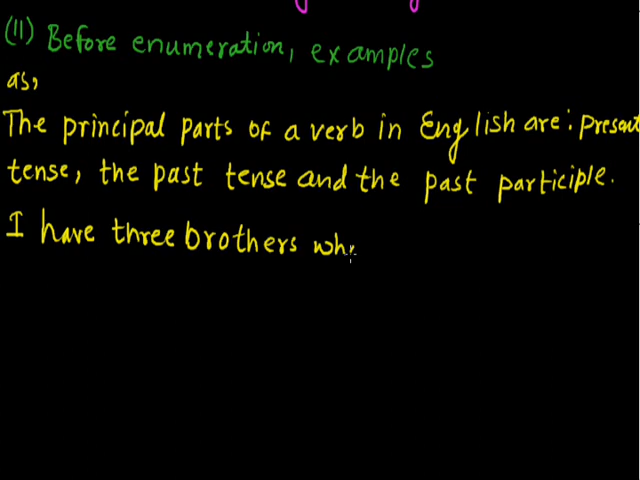 (II) Before enumeration, examples
as,
The principal parts of a verb in English are: present
tense, the past tense and the past participle.
I have three brothers wh